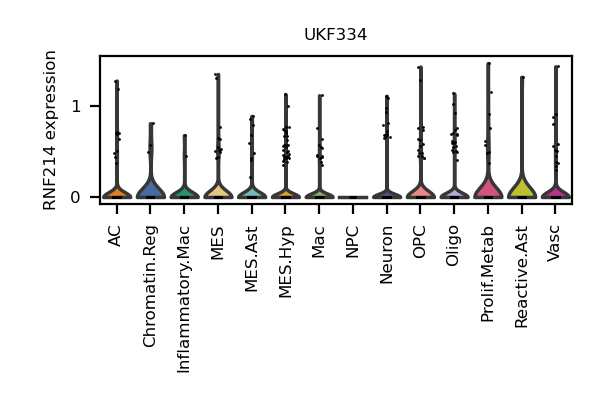 UKF334
RNF214 expression
1
0
AC
Chromatin.Reg
Inflammatory.Mac
MES
MES.Ast
MES.Hyp
Mac
NPC
Neuron
OPC
Oligo
Prolif.Metab
Reactive.Ast
Vasc